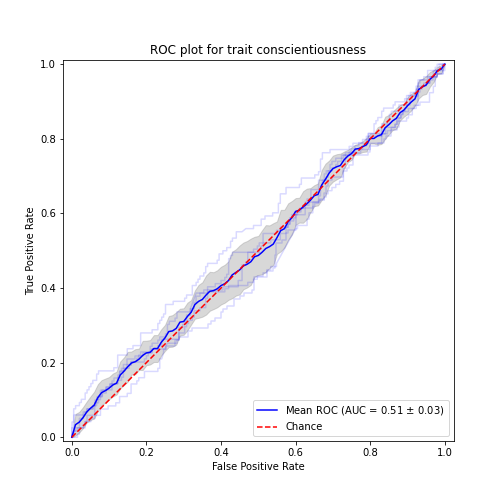 ROC plot for trait conscientiousness
True Positive Rate
1.0
0.8
0.6
0.4
0.2
0.0
Mean ROC (AUC = 0.51 ± 0.03)
Chance
0.0 0.2 0.4 0.6 0.8 1.0
False Positive Rate